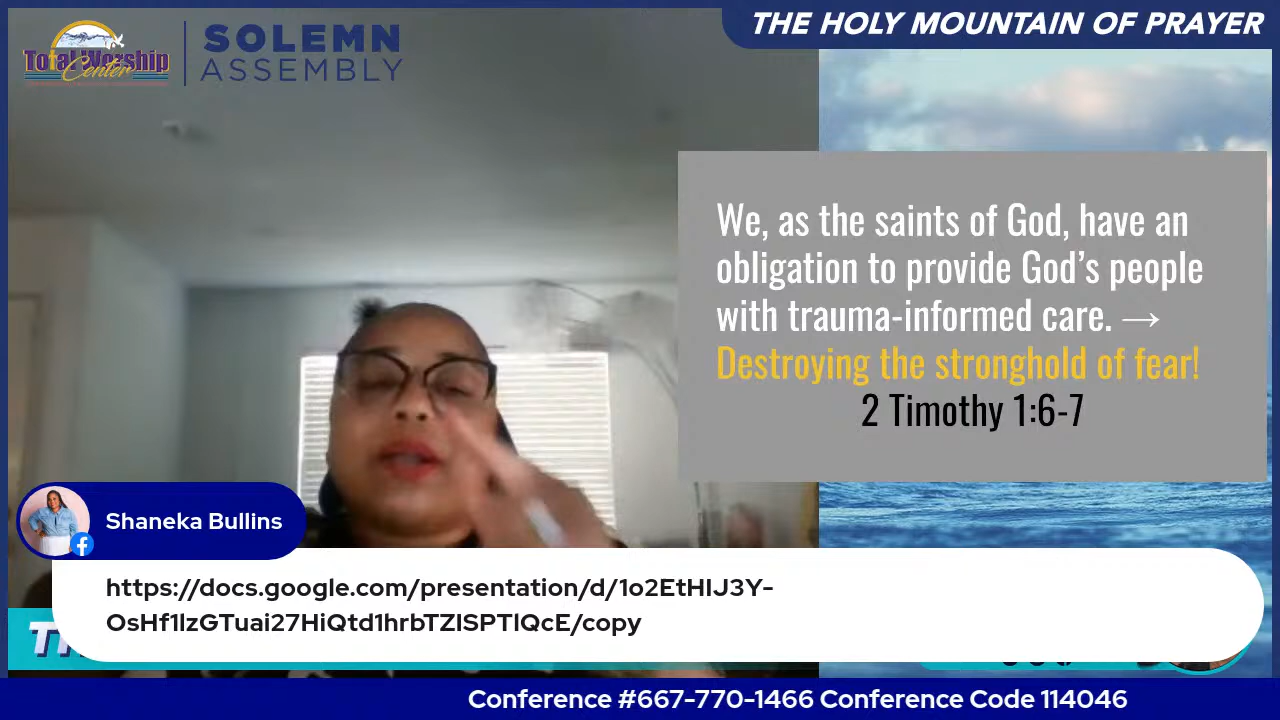 THE HOLY MOUNTAIN OF PRAYER
Total Worship
Center
SOLEMN
ASSEMBLY
We, as the saints of God, have an
obligation to provide God’s people
with trauma-informed care. →
Destroying the stronghold of fear!
2 Timothy 1:6-7
Shaneka Bullins
https://docs.google.com/presentation/d/1o2EtHIJ3Y-
OsHf1lzGTuai27HiQtd1hrbTZlSPTlQcE/copy
Conference #667-770-1466 Conference Code 114046